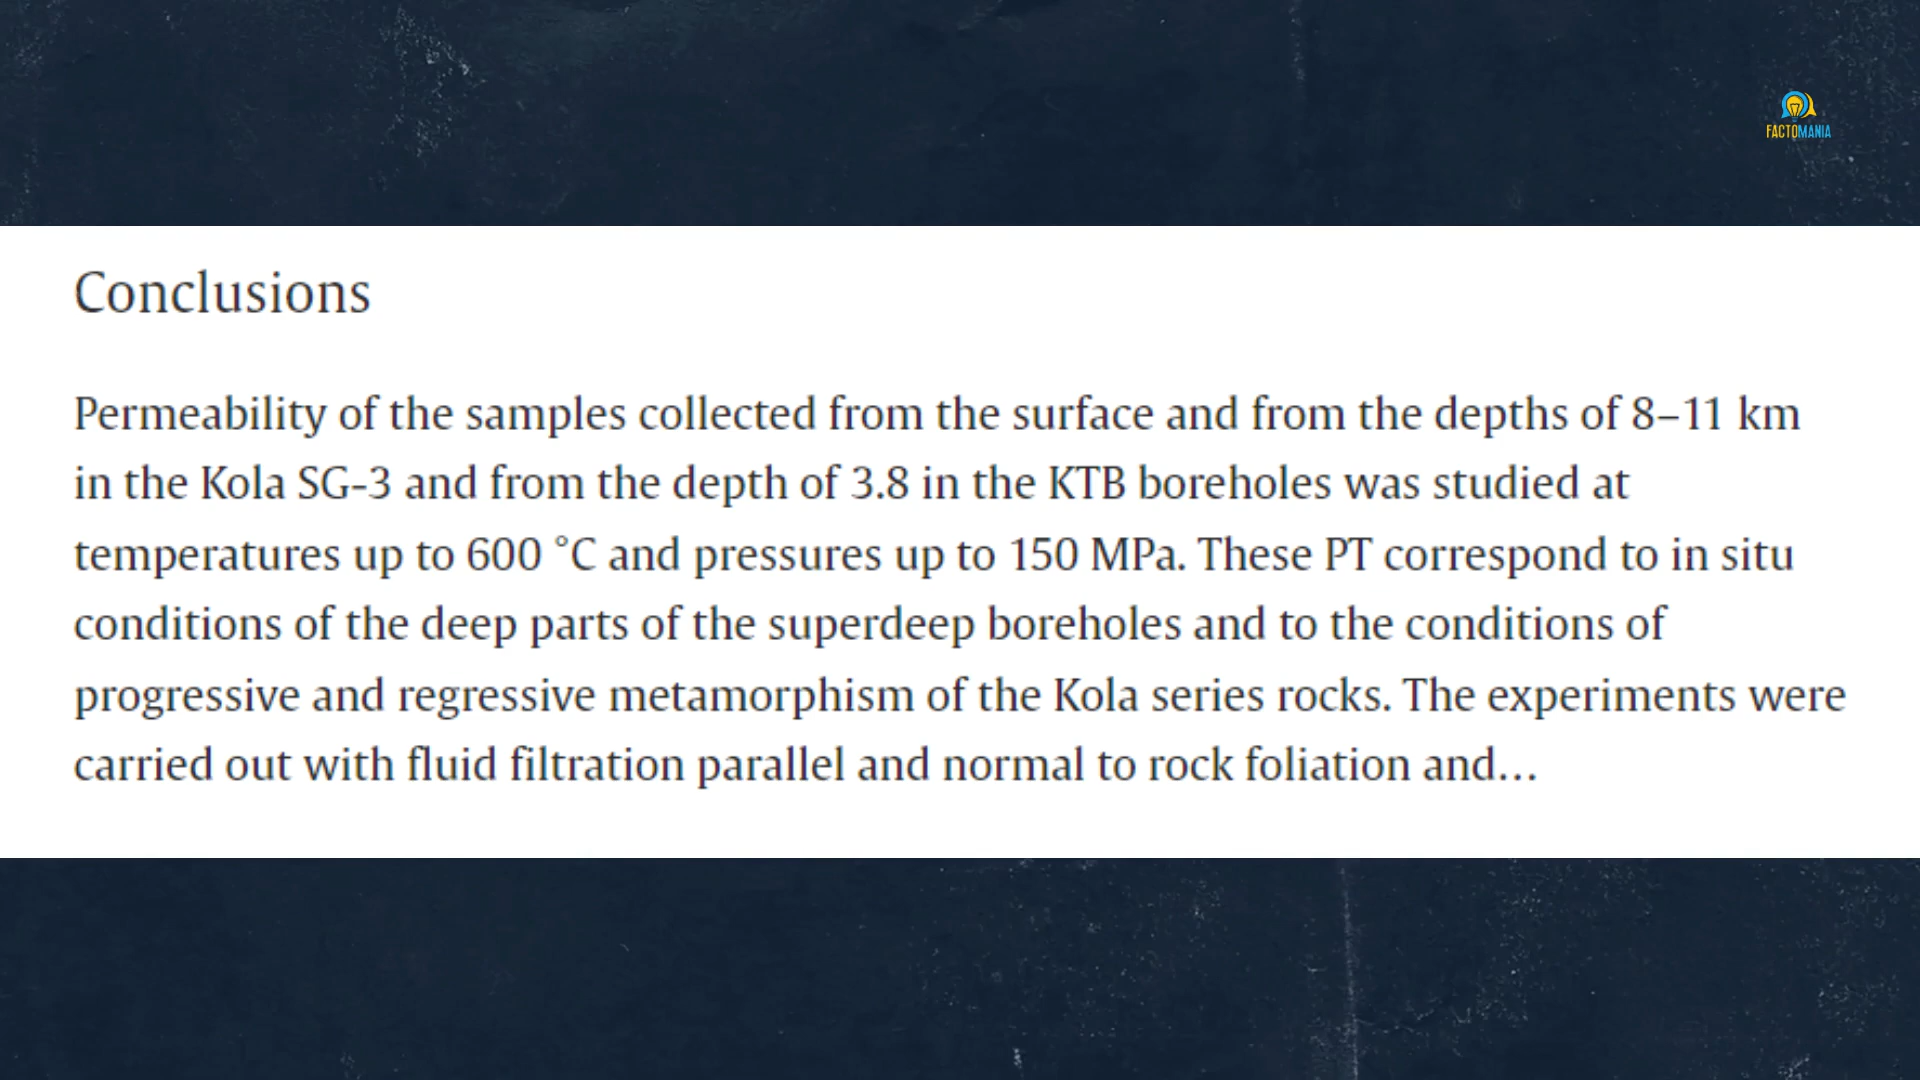 FACTOMANIA
Conclusions
Permeability of the samples collected from the surface and from the depths of 8–11 km
in the Kola SG-3 and from the depth of 3.8 in the KTB boreholes was studied at
temperatures up to 600 °C and pressures up to 150 MPa. These PT correspond to in situ
conditions of the deep parts of the superdeep boreholes and to the conditions of
progressive and regressive metamorphism of the Kola series rocks. The experiments were
carried out with fluid filtration parallel and normal to rock foliation and…